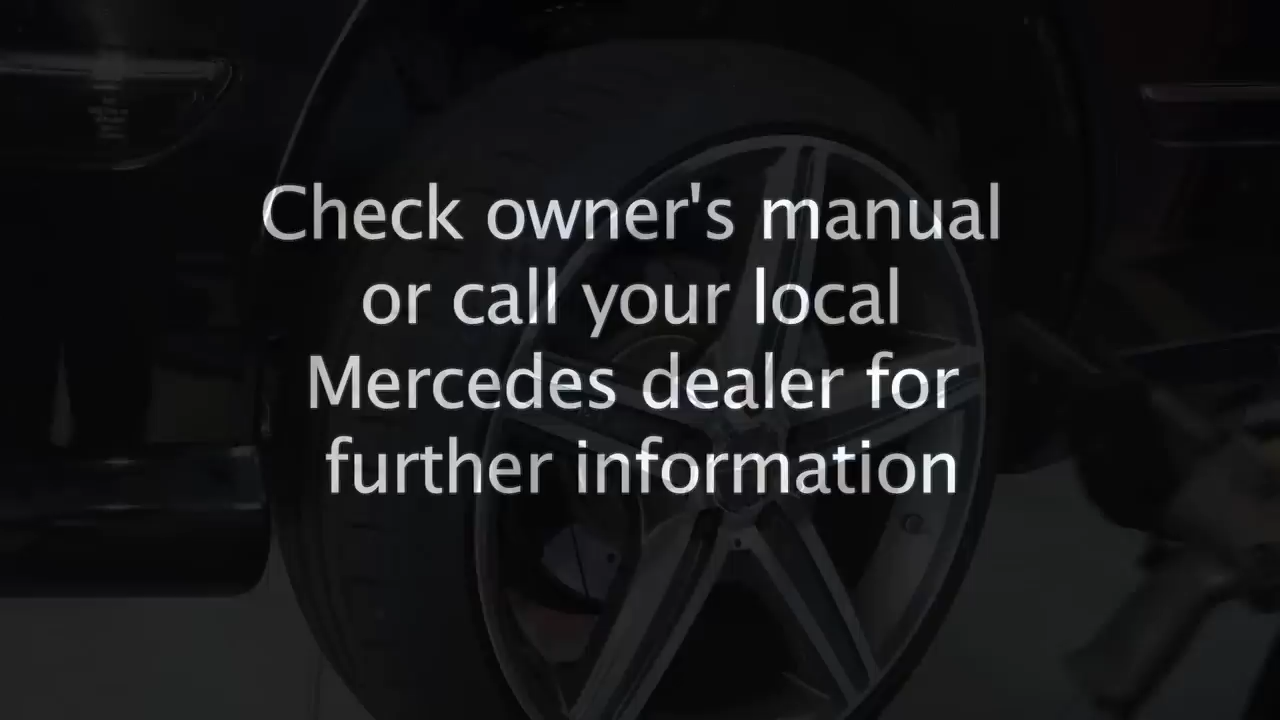 Check owner's manual
or call your local
Mercedes dealer for
further information